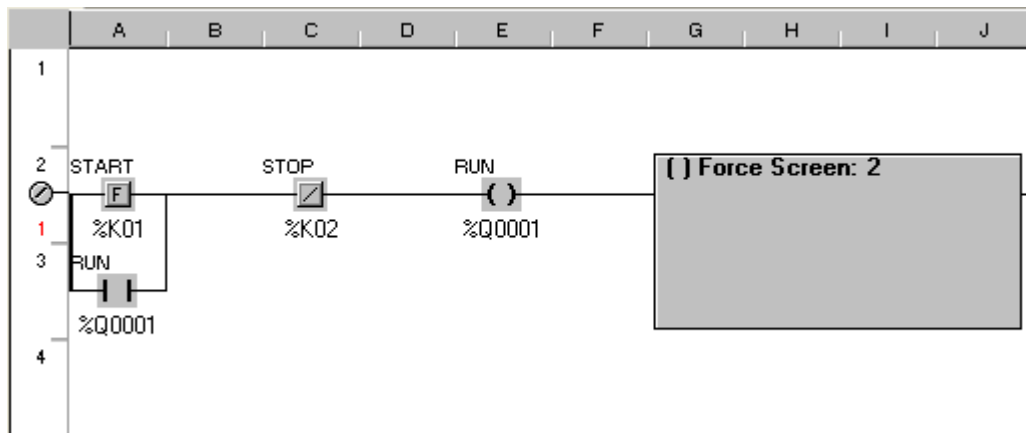 A B C D E F G H I J
1
2 START STOP RUN ( ) Force Screen: 2
F
1 %K01 %K02 %Q0001
3 RUN
%Q0001
4